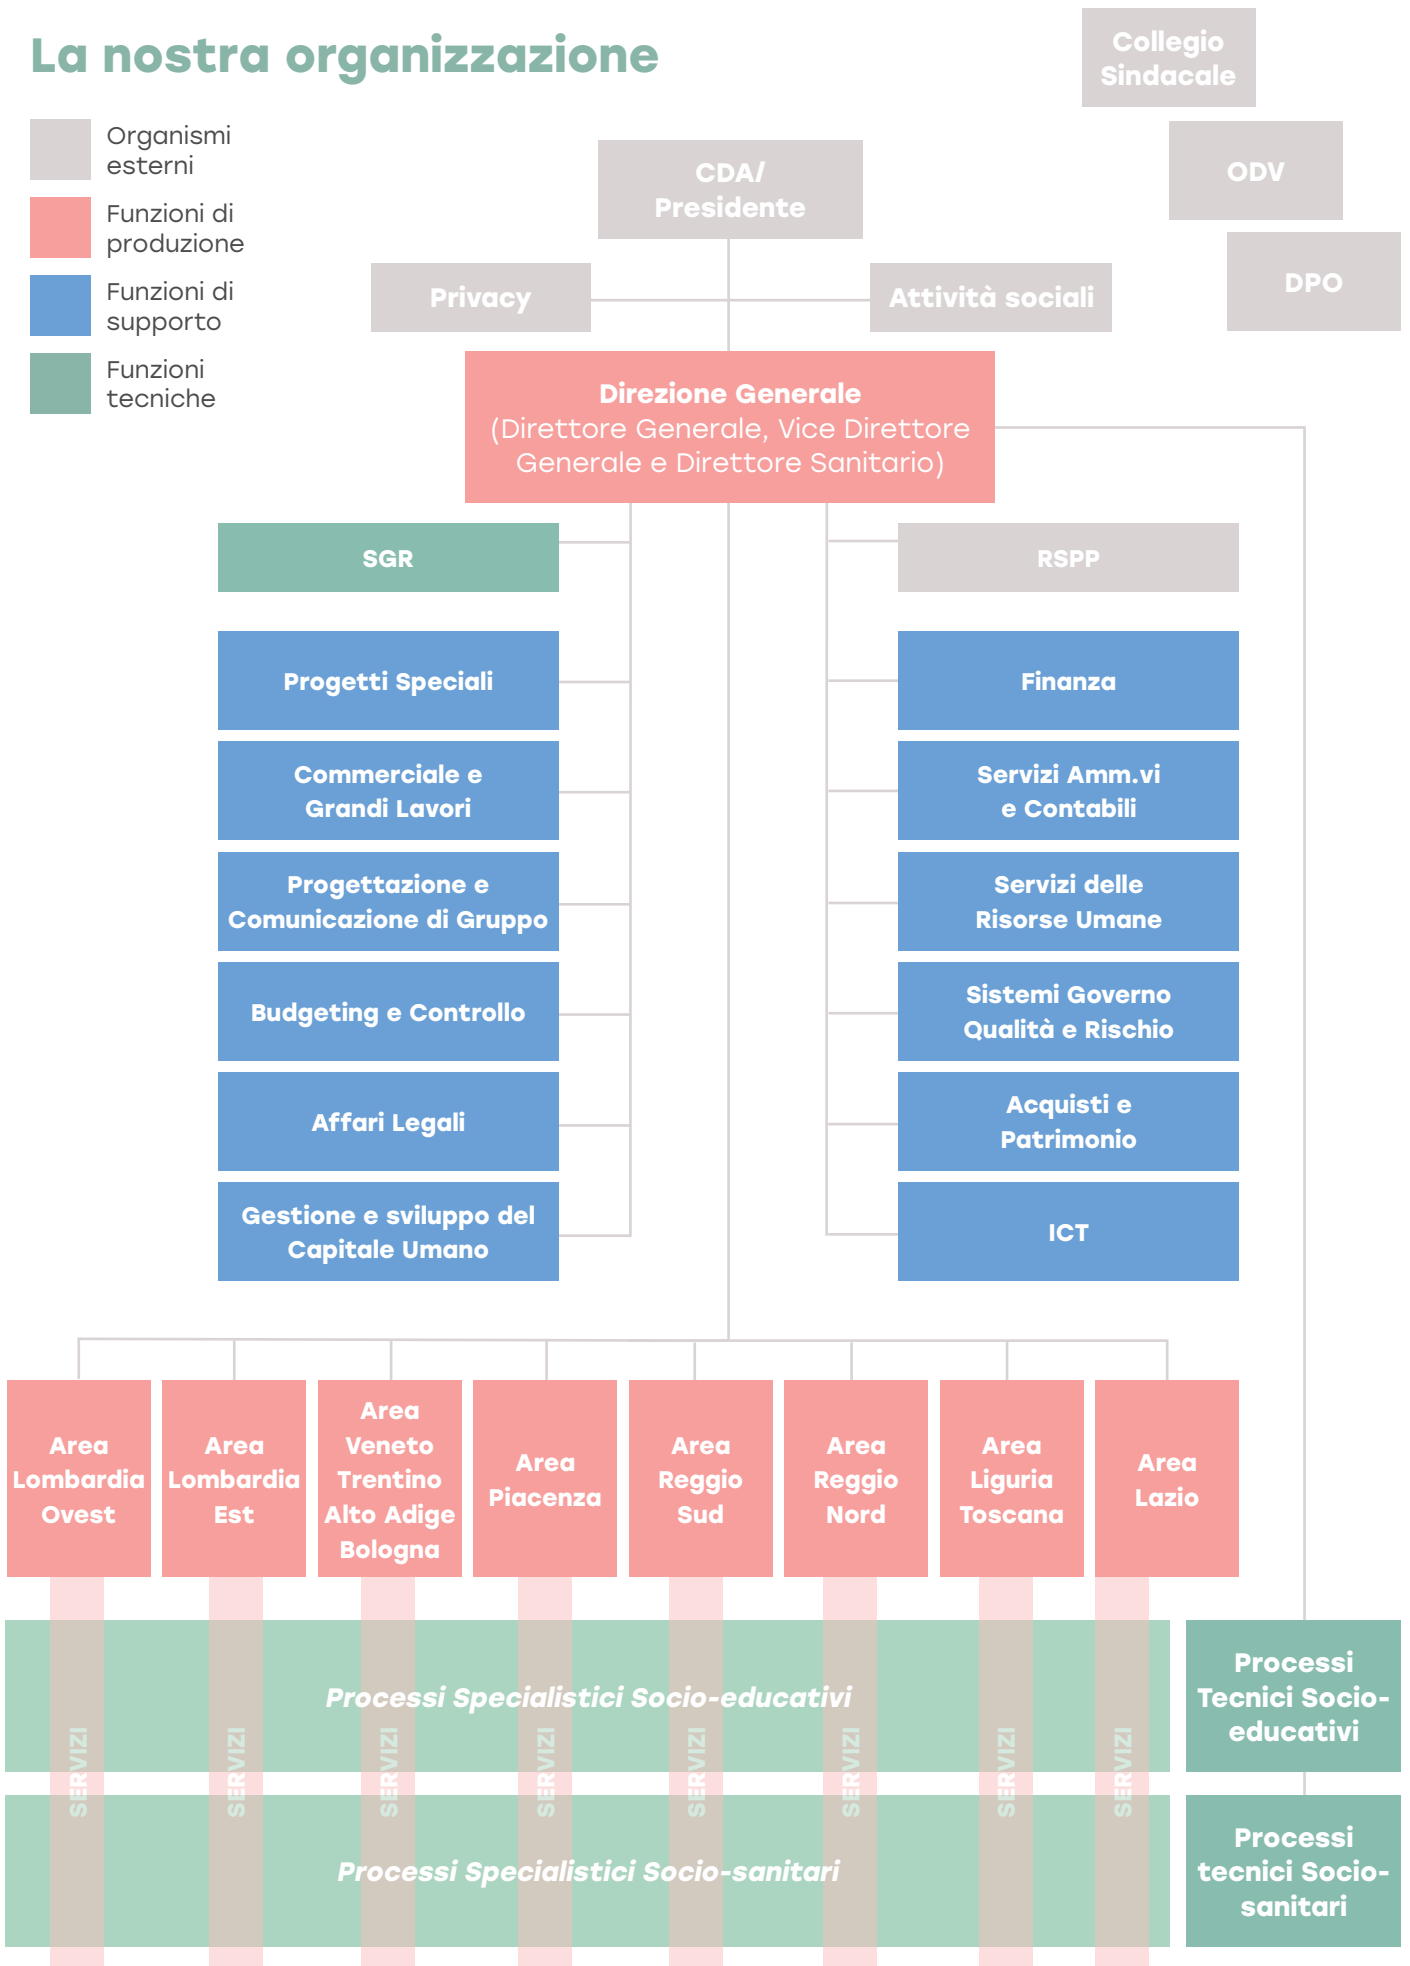 La nostra organizzazione
Organismi
esterni
Funzioni di
produzione
Funzioni di
supporto
Funzioni
tecniche
Collegio
Sindacale
ODV
DPO
CDA/
Presidente
Privacy
Attività sociali
Direzione Generale
(Direttore Generale, Vice Direttore
Generale e Direttore Sanitario)
SGR
RSPP
Progetti Speciali
Finanza
Commerciale e
Grandi Lavori
Servizi Amm.vi
e Contabili
Progettazione e
Comunicazione di Gruppo
Servizi delle
Risorse Umane
Budgeting e Controllo
Sistemi Governo
Qualità e Rischio
Affari Legali
Acquisti e
Patrimonio
Gestione e sviluppo del
Capitale Umano
ICT
Area
Lombardia
Ovest
Area
Lombardia
Est
Area
Veneto
Trentino
Alto Adige
Bologna
Area
Piacenza
Area
Reggio
Sud
Area
Reggio
Nord
Area
Liguria
Toscana
Area
Lazio
Processi Specialistici Socio-educativi
Processi
Tecnici Socio-
educativi
SERVIZI
SERVIZI
SERVIZI
SERVIZI
SERVIZI
SERVIZI
SERVIZI
SERVIZI
Processi Specialistici Socio-sanitari
Processi
tecnici Socio-
sanitari